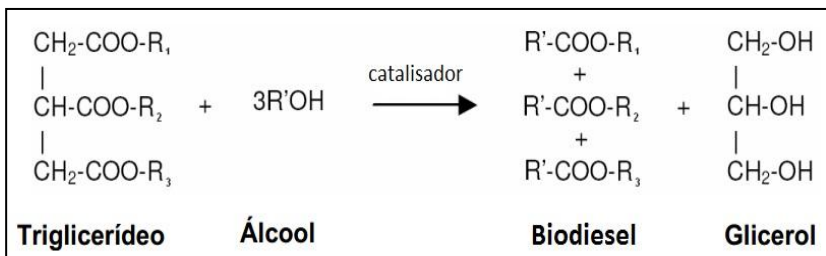 CH₂-COO-R₁ R'-COO-R₁ CH₂-OH
| + |
catalisador
CH-COO-R₂ + 3R'OH R'-COO-R₂ + CH-OH
| + |
CH₂-COO-R₃ R'-COO-R₃ CH₂-OH
Triglicerídeo Álcool Biodiesel Glicerol